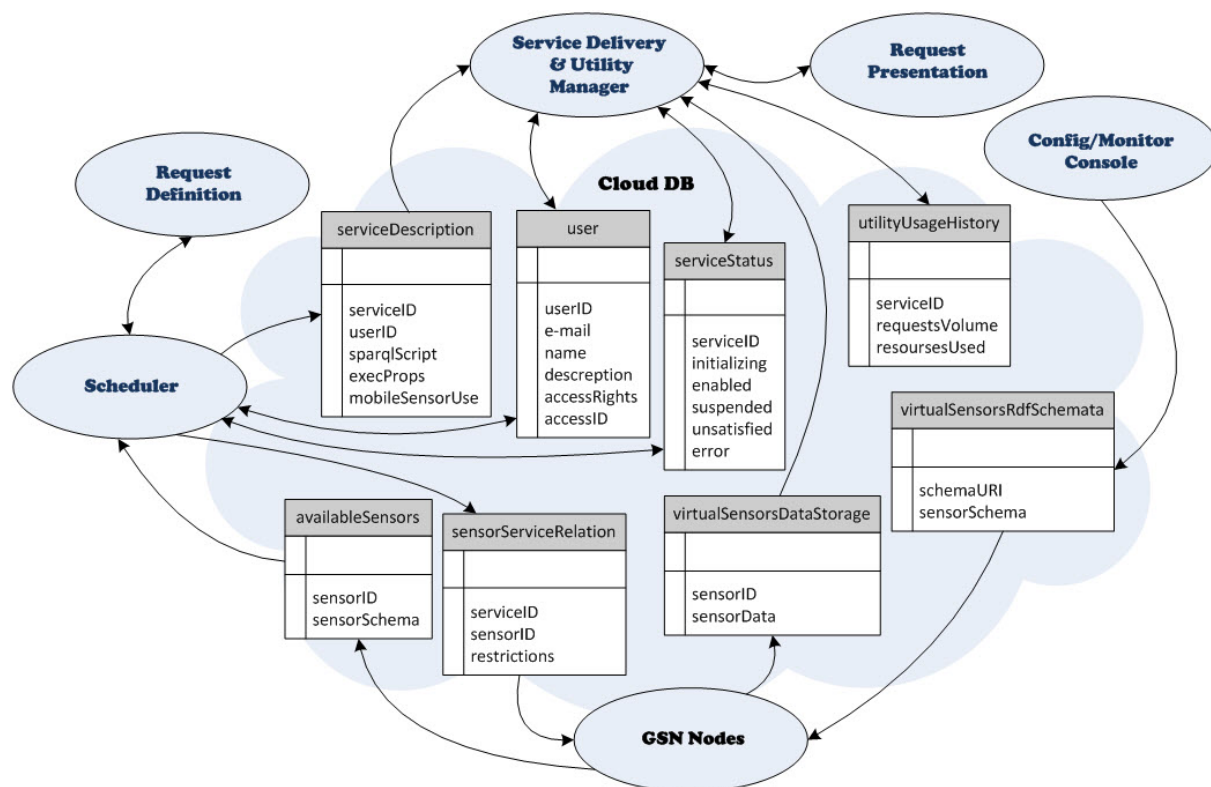 Service Delivery
& Utility
Manager
Request
Presentation
Config/Monitor
Console
Request
Definition
Cloud DB
serviceDescription
serviceID
userID
sparqlScript
execProps
mobileSensorUse
user
userID
e-mail
name
descreption
accessRights
accessID
serviceStatus
serviceID
initializing
enabled
suspended
unsatisfied
error
utilityUsageHistory
serviceID
requestsVolume
resoursesUsed
Scheduler
virtualSensorsRdfSchemata
schemaURI
sensorSchema
availableSensors
sensorID
sensorSchema
sensorServiceRelation
serviceID
sensorID
restrictions
virtualSensorsDataStorage
sensorID
sensorData
GSN Nodes